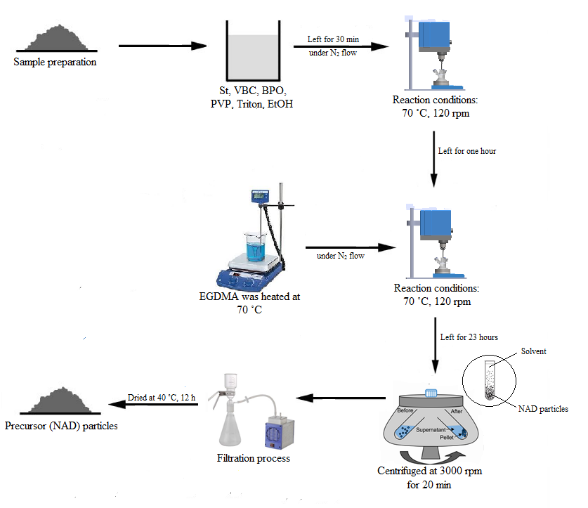 Sample preparation
St, VBC, BPO,
PVP, Triton, EtOH
Left for 30 min
under N₂ flow
Reaction conditions:
70 °C, 120 rpm
Left for one hour
EGDMA was heated at
70 °C
under N₂ flow
Reaction conditions:
70 °C, 120 rpm
Left for 23 hours
Solvent
NAD particles
Before
After
Supernatant
Pellet
Centrifuged at 3000 rpm
for 20 min
Filtration process
Dried at 40 °C, 12 h
Precursor (NAD) particles